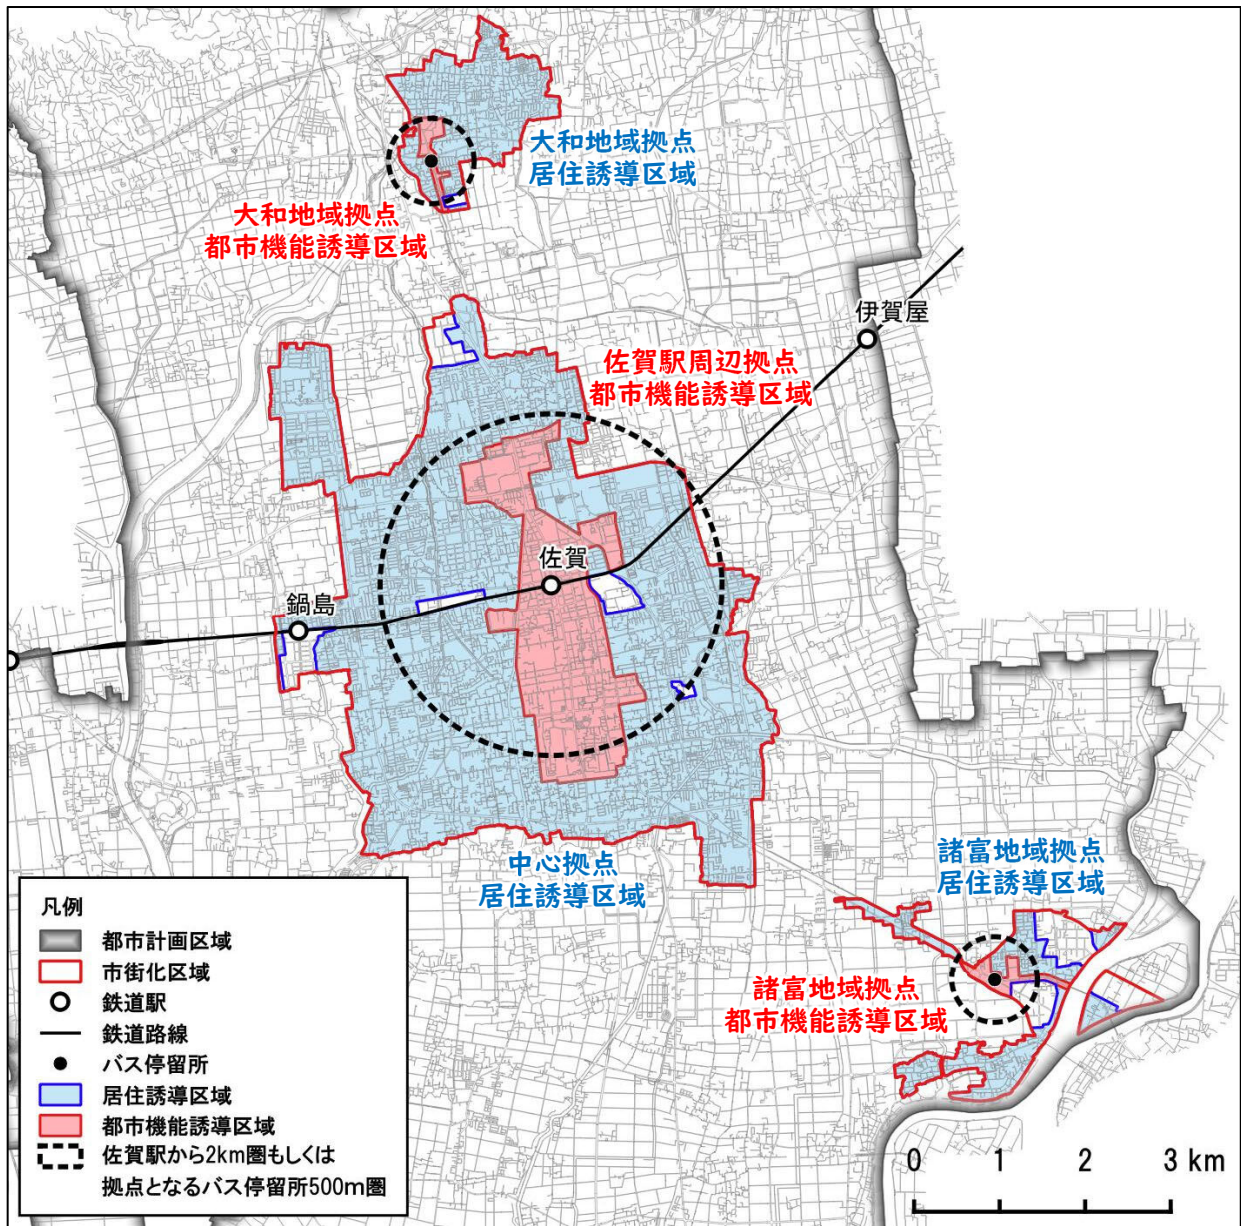 大和地域拠点
居住誘導区域
大和地域拠点
都市機能誘導区域
伊賀屋
佐賀駅周辺拠点
都市機能誘導区域
佐賀
鍋島
中心拠点
居住誘導区域
諸富地域拠点
居住誘導区域
諸富地域拠点
都市機能誘導区域
凡例
都市計画区域
市街化区域
鉄道駅
鉄道路線
バス停留所
居住誘導区域
都市機能誘導区域
佐賀駅から2km圏もしくは
拠点となるバス停留所500m圏
0 1 2 3 km